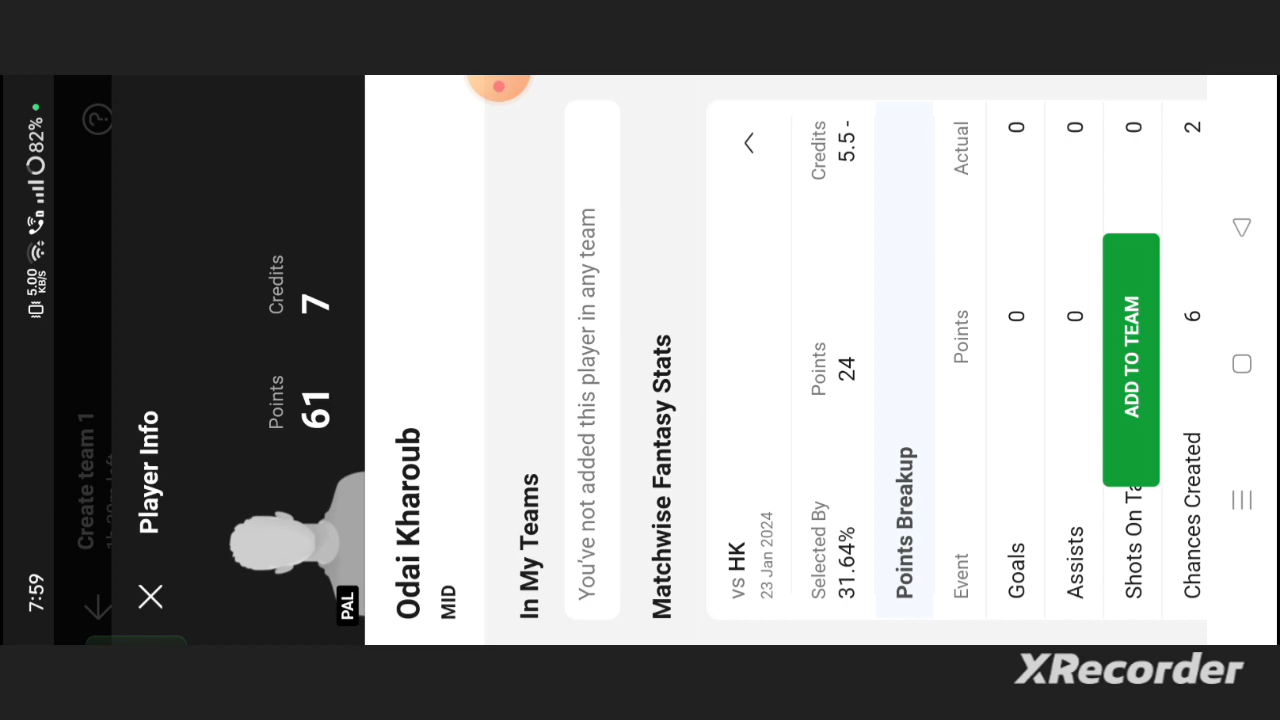 7:59
5.00 KB/S
82%
Create team 1
Player Info
Points Credits
61 7
PAL
Odai Kharoub
MID
In My Teams
You've not added this player in any team
Matchwise Fantasy Stats
vs HK
23 Jan 2024
Selected By Points Credits
31.64% 24 5.5 -
Points Breakup
Event Points Actual
Goals 0 0
Assists 0 0
Shots On 0
ADD TO TEAM
Chances Created 6 2
XRecorder